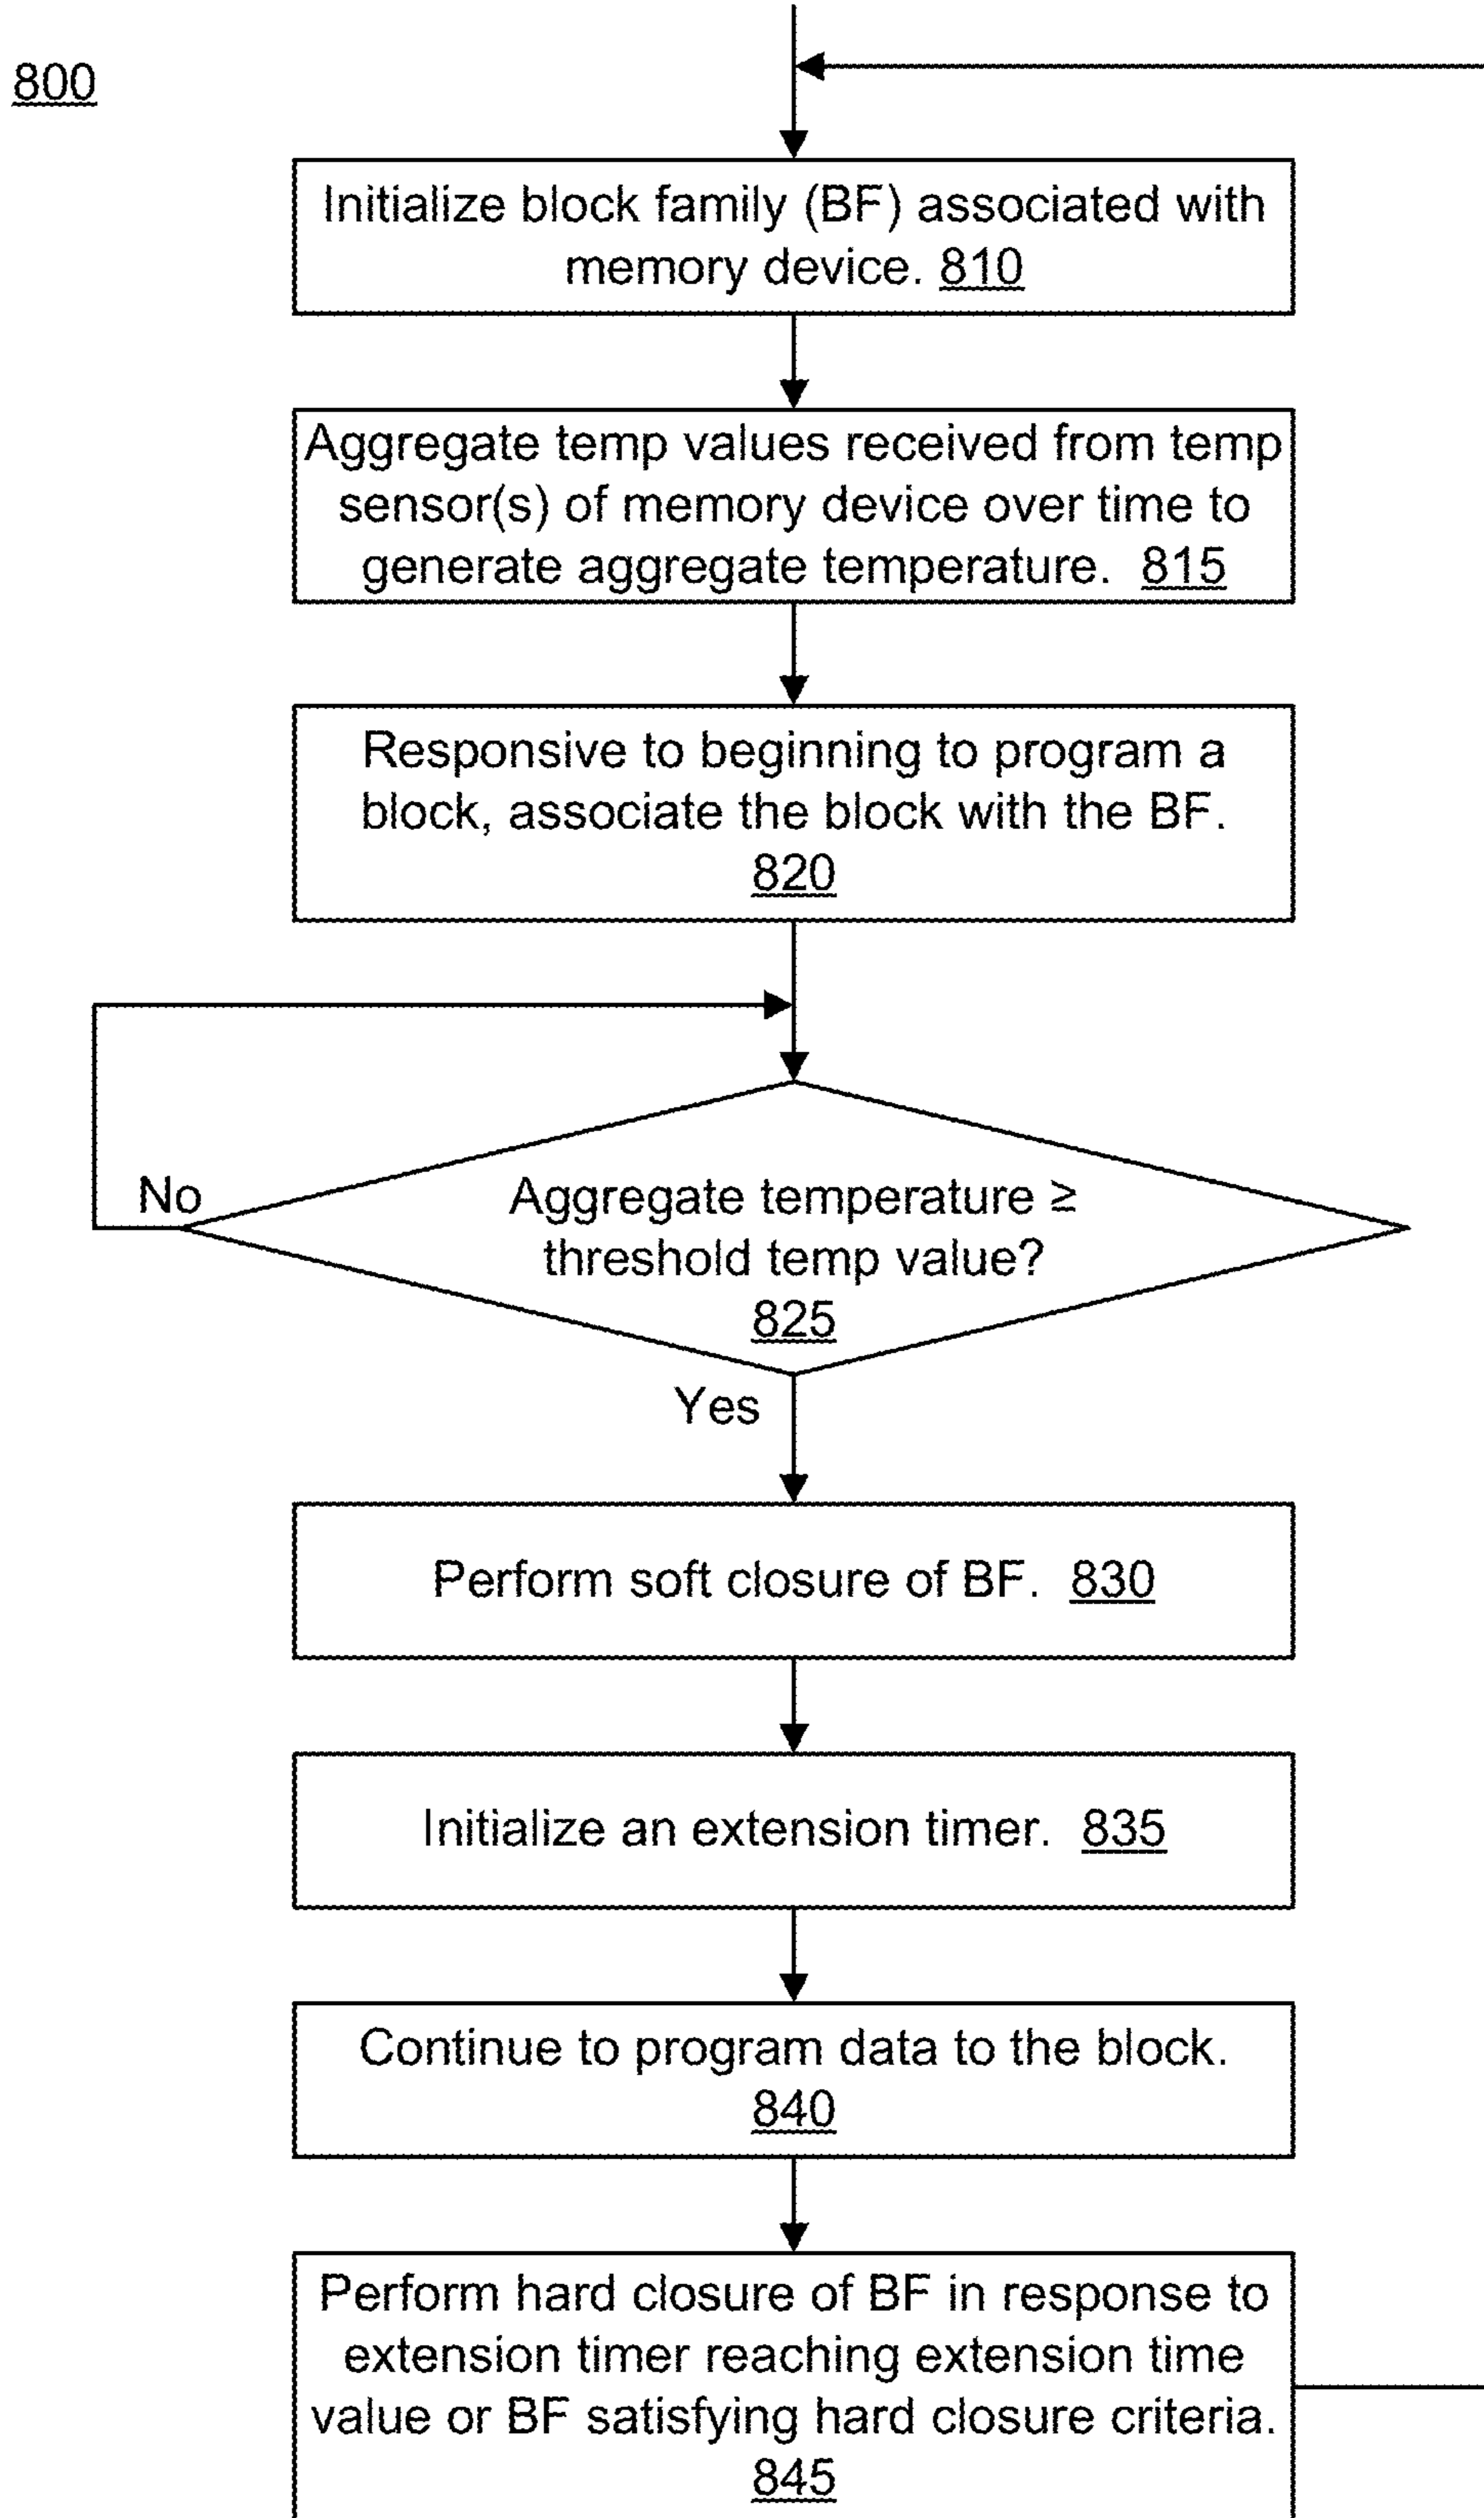 800
Initialize block family (BF) associated with
memory device. 810
Aggregate temp values received from temp
sensor(s) of memory device over time to
generate aggregate temperature. 815
Responsive to beginning to program a
block, associate the block with the BF.
820
No
Aggregate temperature ≥
threshold temp value?
825
Yes
Perform soft closure of BF. 830
Initialize an extension timer. 835
Continue to program data to the block.
840
Perform hard closure of BF in response to
extension timer reaching extension time
value or BF satisfying hard closure criteria.
845